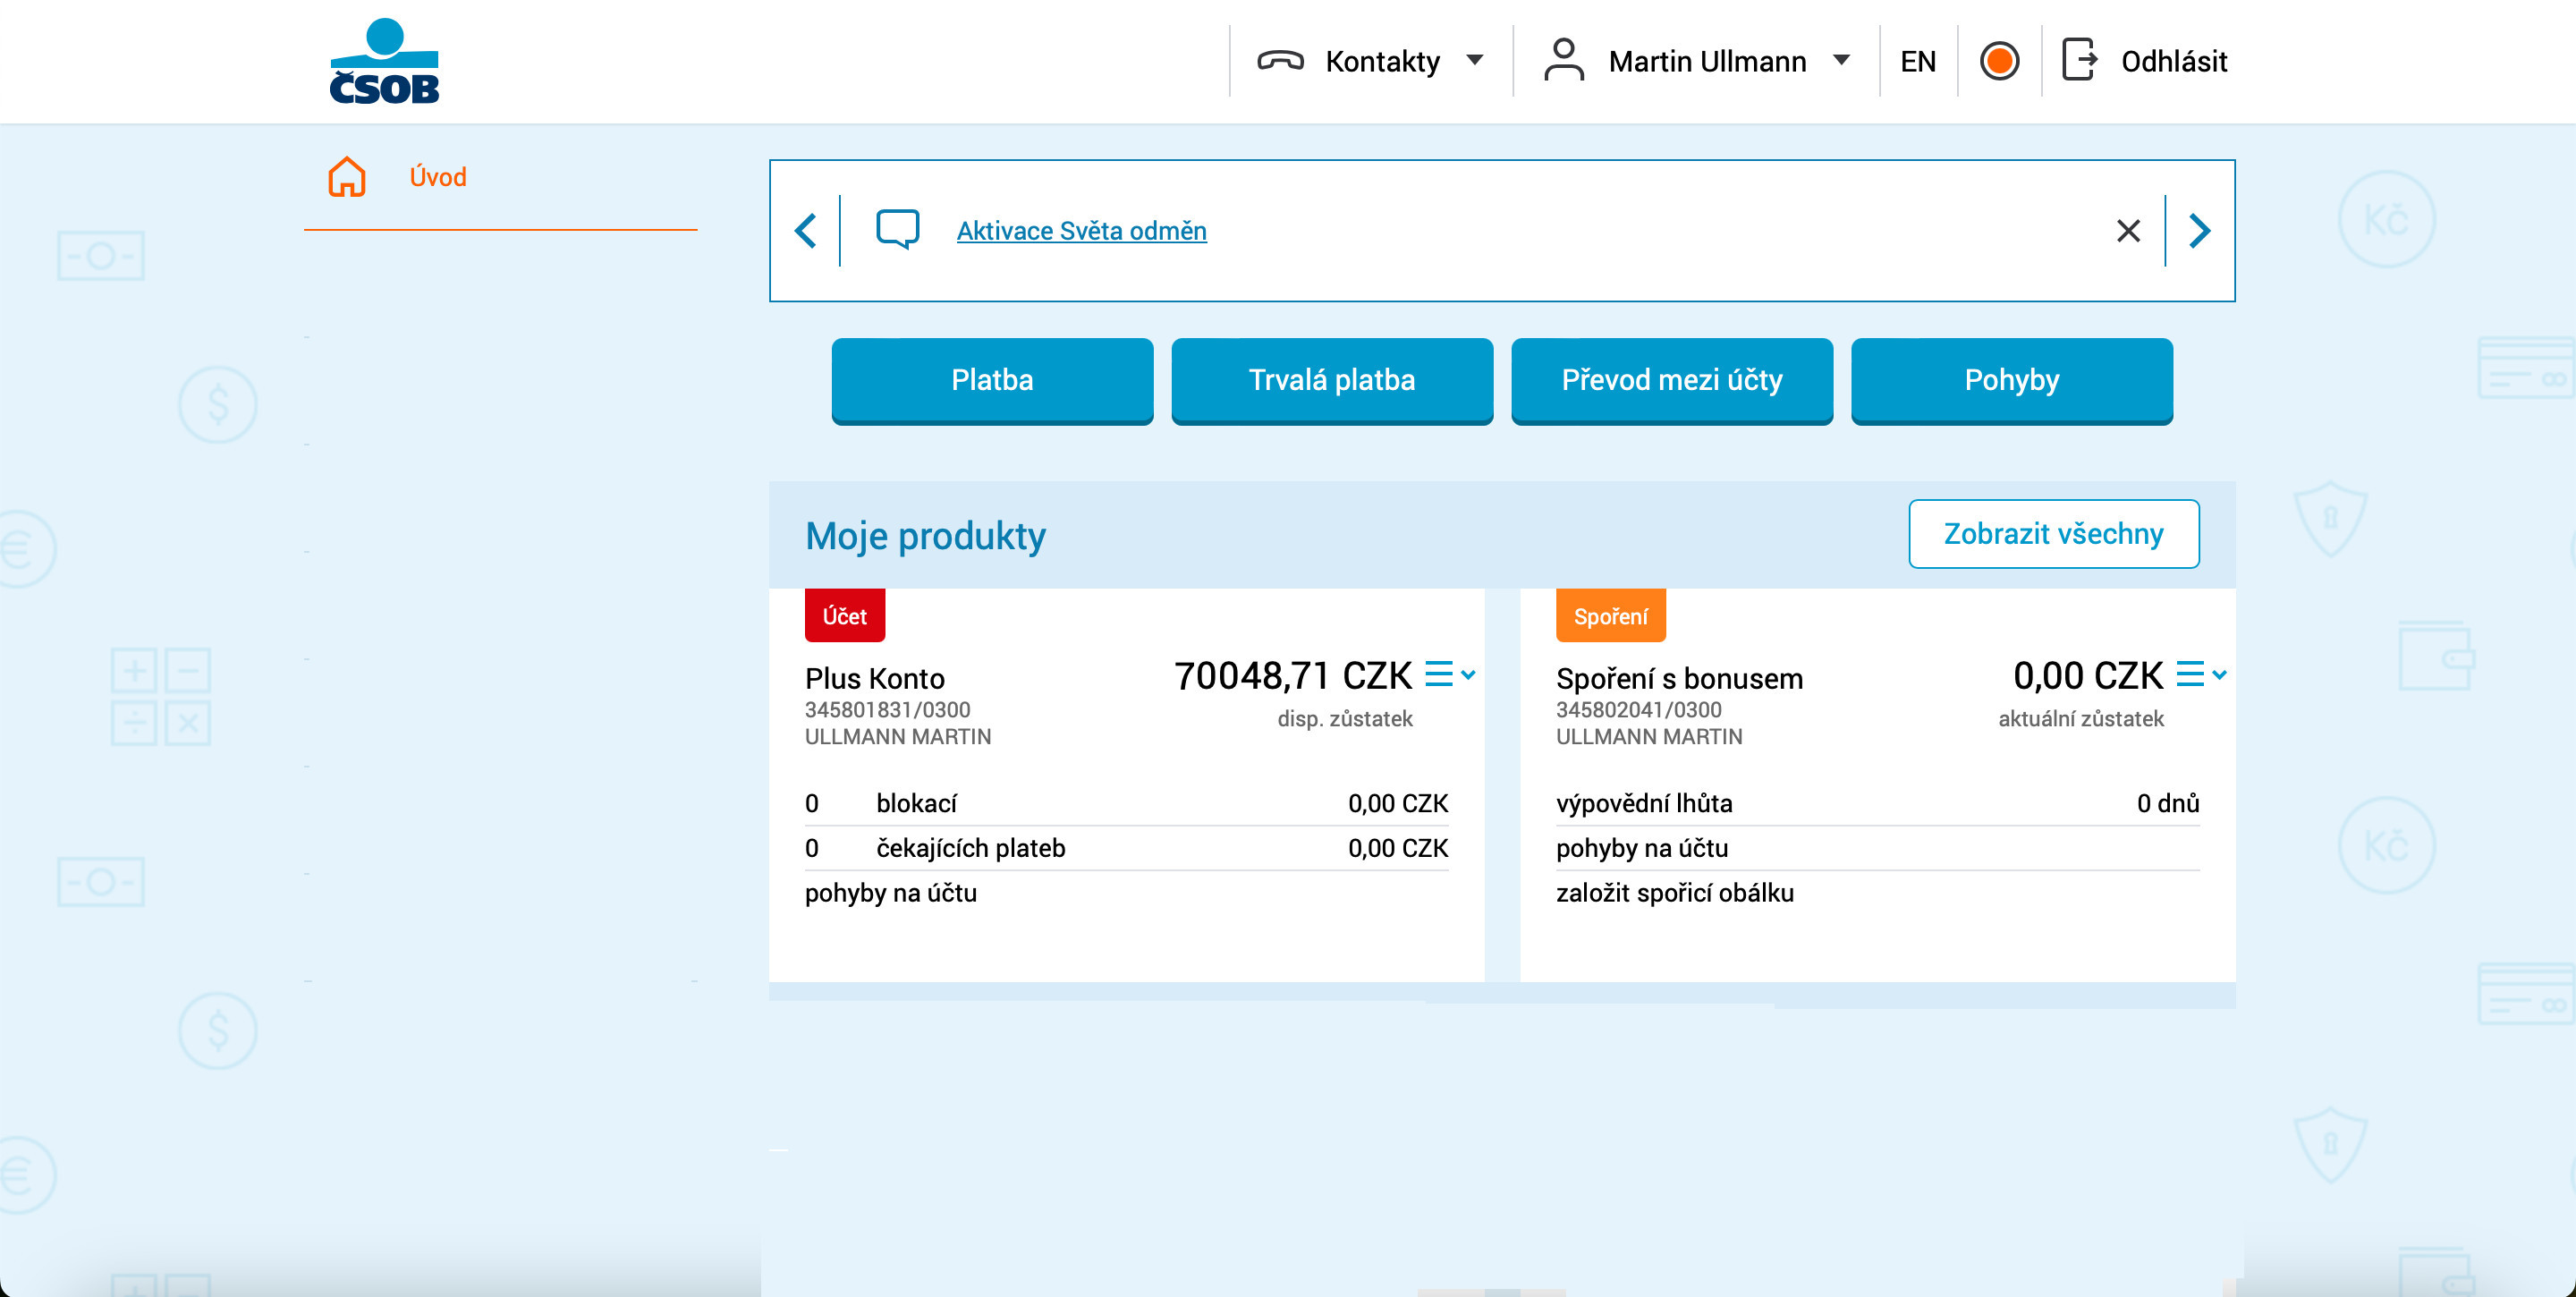 ČSOB
Kontakty
Martin Ullmann
EN
Odhlásit
Úvod
Aktivace Světa odměn
Platba
Trvalá platba
Převod mezi účty
Pohyby
Moje produkty
Zobrazit všechny
Účet
Plus Konto
70048,71 CZK
345801831/0300
disp. zůstatek
ULLMANN MARTIN
0 blokací 0,00 CZK
0 čekajících plateb 0,00 CZK
pohyby na účtu
Spoření
Spoření s bonusem
0,00 CZK
345802041/0300
aktuální zůstatek
ULLMANN MARTIN
výpovědní lhůta 0 dnů
pohyby na účtu
založit spořicí obálku
Kč
Kč